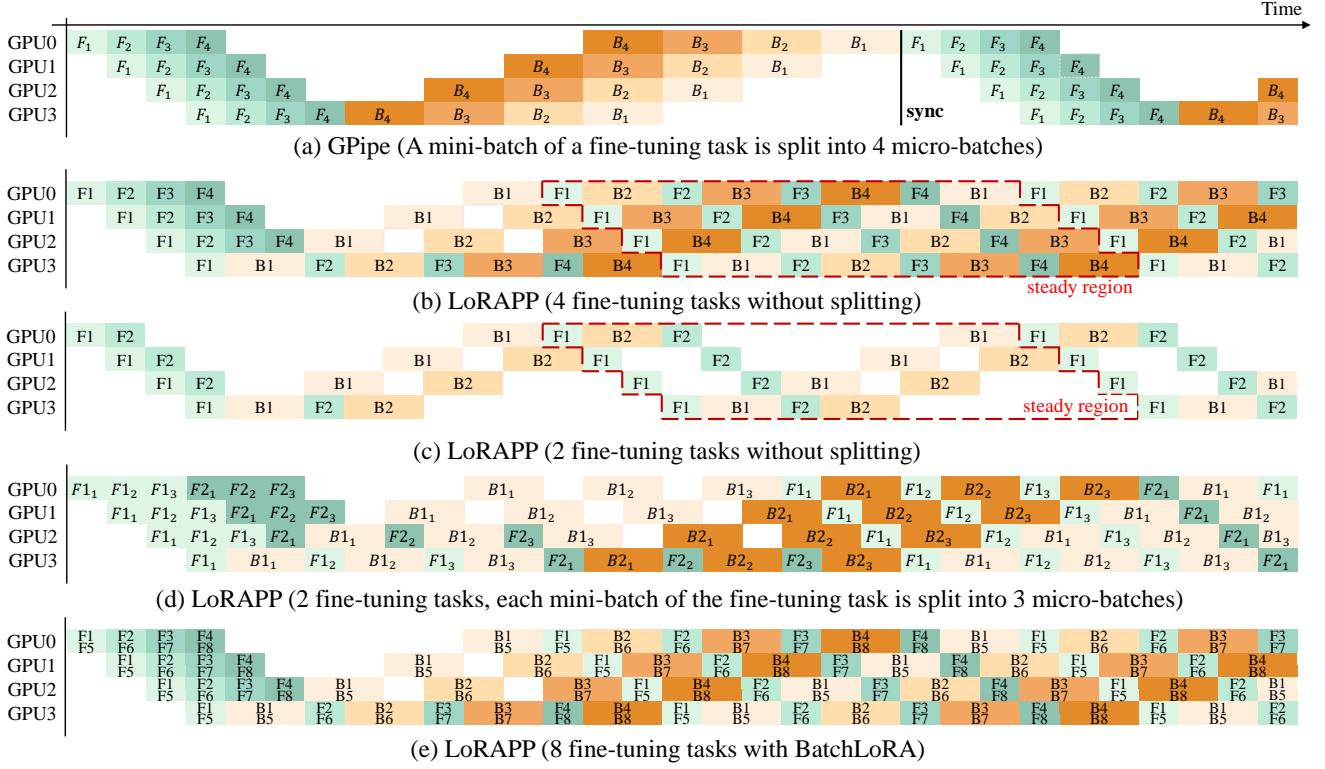 Time
GPU0 F₁ F₂ F₃ F₄ B₄ B₃ B₂ B₁ F₁ F₂ F₃ F₄
GPU1 F₁ F₂ F₃ F₄ B₄ B₃ B₂ B₁ F₁ F₂ F₃ F₄
GPU2 F₁ F₂ F₃ F₄ B₄ B₃ B₂ B₁ F₁ F₂ F₃ F₄ B₄
GPU3 F₁ F₂ F₃ F₄ B₄ B₃ B₂ B₁ sync F₁ F₂ F₃ F₄ B₄ B₃
(a) GPipe (A mini-batch of a fine-tuning task is split into 4 micro-batches)
GPU0 F1 F2 F3 F4 B1 F1 B2 F2 B3 F3 B4 F4 B1 F1 B2 F2 B3 F3
GPU1 F1 F2 F3 F4 B1 B2 F1 B3 F2 B4 F3 B1 F4 B2 F1 B3 F2 B4
GPU2 F1 F2 F3 F4 B1 B2 B3 F1 B4 F2 B1 F3 B2 F4 B3 F1 B4 F2 B1
GPU3 F1 B1 F2 B2 F3 B3 F4 B4 F1 B1 F2 B2 F3 B3 F4 B4 F1 B1 F2
steady region
(b) LoRAPP (4 fine-tuning tasks without splitting)
GPU0 F1 F2 B1 F1 B2 F2 B1 F1 B2 F2
GPU1 F1 F2 B1 B2 F1 F2 B1 B2 F1 F2
GPU2 F1 F2 B1 B2 F1 F2 B1 B2 F1 F2 B1
GPU3 F1 B1 F2 B2 F1 B1 F2 B2 steady region F1 B1 F2
(c) LoRAPP (2 fine-tuning tasks without splitting)
GPU0 F1₁ F1₂ F1₃ F2₁ F2₂ F2₃ B1₁ B1₂ B1₃ F1₁ B2₁ F1₂ B2₂ F1₃ B2₃ F2₁ B1₁ F1₁
GPU1 F1₁ F1₂ F1₃ F2₁ F2₂ F2₃ B1₁ B1₂ B1₃ B2₁ F1₁ B2₂ F1₂ B2₃ F1₃ B1₁ F2₁ B1₂
GPU2 F1₁ F1₂ F1₃ F2₁ B1₁ F2₂ B1₂ F2₃ B1₃ B2₁ B2₂ F1₁ B2₃ F1₂ B1₁ F1₃ B1₂ F2₁ B1₃
GPU3 F1₁ B1₁ F1₂ B1₂ F1₃ B1₃ F2₁ B2₁ F2₂ B2₂ F2₃ B2₃ F1₁ B1₁ F1₂ B1₂ F1₃ B1₃ F2₁
(d) LoRAPP (2 fine-tuning tasks, each mini-batch of the fine-tuning task is split into 3 micro-batches)
GPU0 F1 F2 F3 F4 B1 F1 B2 F2 B3 F3 B4 F4 B1 F1 B2 F2 B3 F3
F5 F6 F7 F8 B5 F5 B6 F6 B7 F7 B8 F8 B5 F5 B6 F6 B7 F7
GPU1 F1 F2 F3 F4 B1 B2 F1 B3 F2 B4 F3 B1 F4 B2 F1 B3 F2 B4
F5 F6 F7 F8 B5 B6 F5 B7 F6 B8 F7 B5 F8 B6 F5 B7 F6 B8
GPU2 F1 F2 F3 F4 B1 B2 B3 F1 B4 F2 B1 F3 B2 F4 B3 F1 B4 F2 B1
F5 F6 F7 F8 B5 B6 B7 F5 B8 F6 B5 F7 B6 F8 B7 F5 B8 F6 B5
GPU3 F1 B1 F2 B2 F3 B3 F4 B4 F1 B1 F2 B2 F3 B3 F4 B4 F1 B1 F2
F5 B5 F6 B6 F7 B7 F8 B8 F5 B5 F6 B6 F7 B7 F8 B8 F5 B5 F6
(e) LoRAPP (8 fine-tuning tasks with BatchLoRA)